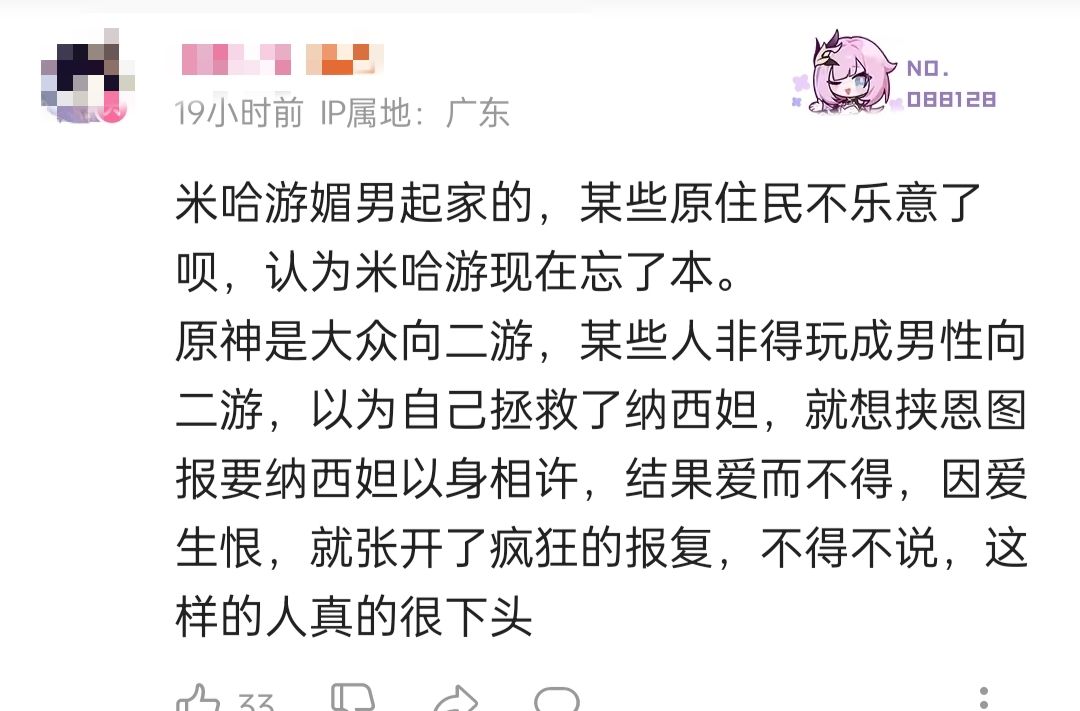 19小时前 IP属地：广东
NO.
088128
米哈游媚男起家的，某些原住民不乐意了
呗，认为米哈游现在忘了本。
原神是大众向二游，某些人非得玩成男性向
二游，以为自己拯救了纳西妲，就想挟恩图
报要纳西妲以身相许，结果爱而不得，因爱
生恨，就张开了疯狂的报复，不得不说，这
样的人真的很下头
33